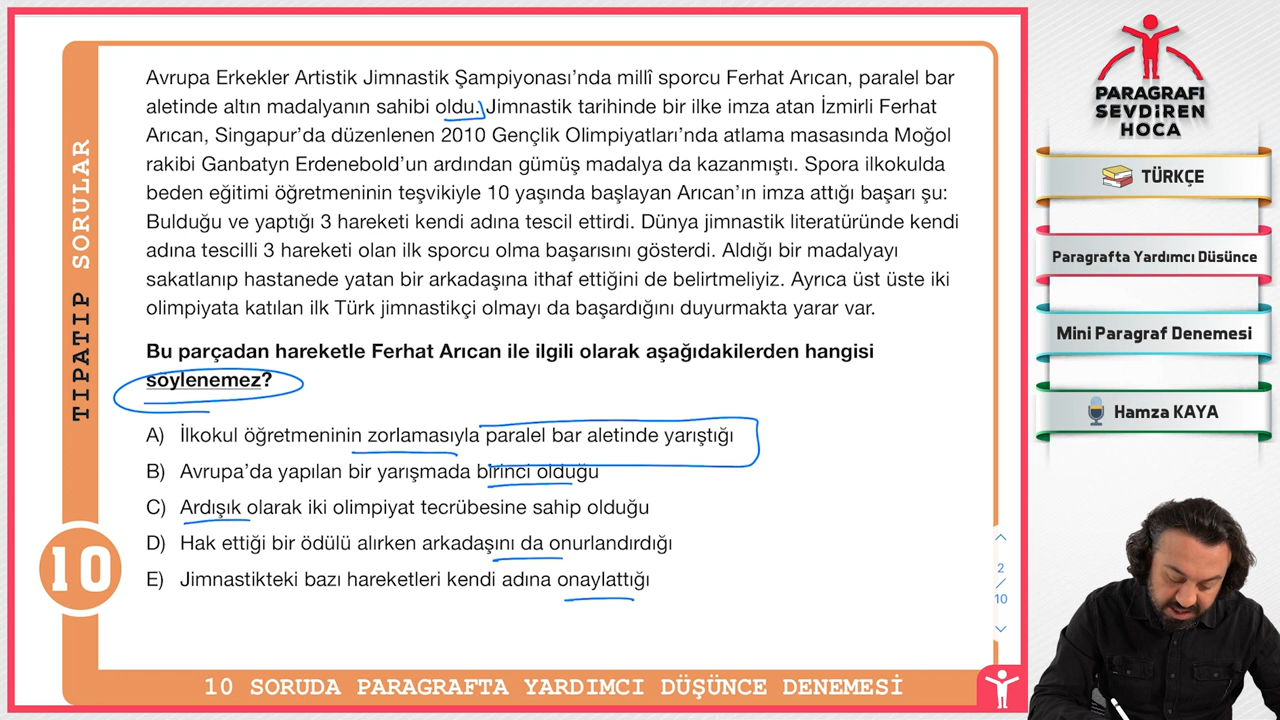 Avrupa Erkekler Artistik Jimnastik Şampiyonası’nda millî sporcu Ferhat Arıcan, paralel bar
aletinde altın madalyanın sahibi oldu. Jimnastik tarihinde bir ilke imza atan İzmirli Ferhat
Arıcan, Singapur’da düzenlenen 2010 Gençlik Olimpiyatları’nda atlama masasında Moğol
rakibi Ganbatyn Erdenebold’un ardından gümüş madalya da kazanmıştı. Spora ilkokulda
beden eğitimi öğretmeninin teşvikiyle 10 yaşında başlayan Arıcan’ın imza attığı başarı şu:
Bulduğu ve yaptığı 3 hareketi kendi adına tescil ettirdi. Dünya jimnastik literatüründe kendi
adına tescilli 3 hareketi olan ilk sporcu olma başarısını gösterdi. Aldığı bir madalyayı
sakatlanıp hastanede yatan bir arkadaşına ithaf ettiğini de belirtmeliyiz. Ayrıca üst üste iki
olimpiyata katılan ilk Türk jimnastikçi olmayı da başardığını duyurmakta yarar var.
Bu parçadan hareketle Ferhat Arıcan ile ilgili olarak aşağıdakilerden hangisi
söylenemez?
A) İlkokul öğretmeninin zorlamasıyla paralel bar aletinde yarıştığı
B) Avrupa’da yapılan bir yarışmada birinci olduğu
C) Ardışık olarak iki olimpiyat tecrübesine sahip olduğu
D) Hak ettiği bir ödülü alırken arkadaşını da onurlandırdığı
E) Jimnastikteki bazı hareketleri kendi adına onaylattığı
TIPATIP SORULAR
10
2
/
10
10 SORUDA PARAGRAFTA YARDIMCI DÜŞÜNCE DENEMESİ
PARAGRAFI
SEVDİREN
HOCA
TÜRKÇE
Paragrafta Yardımcı Düşünce
Mini Paragraf Denemesi
Hamza KAYA